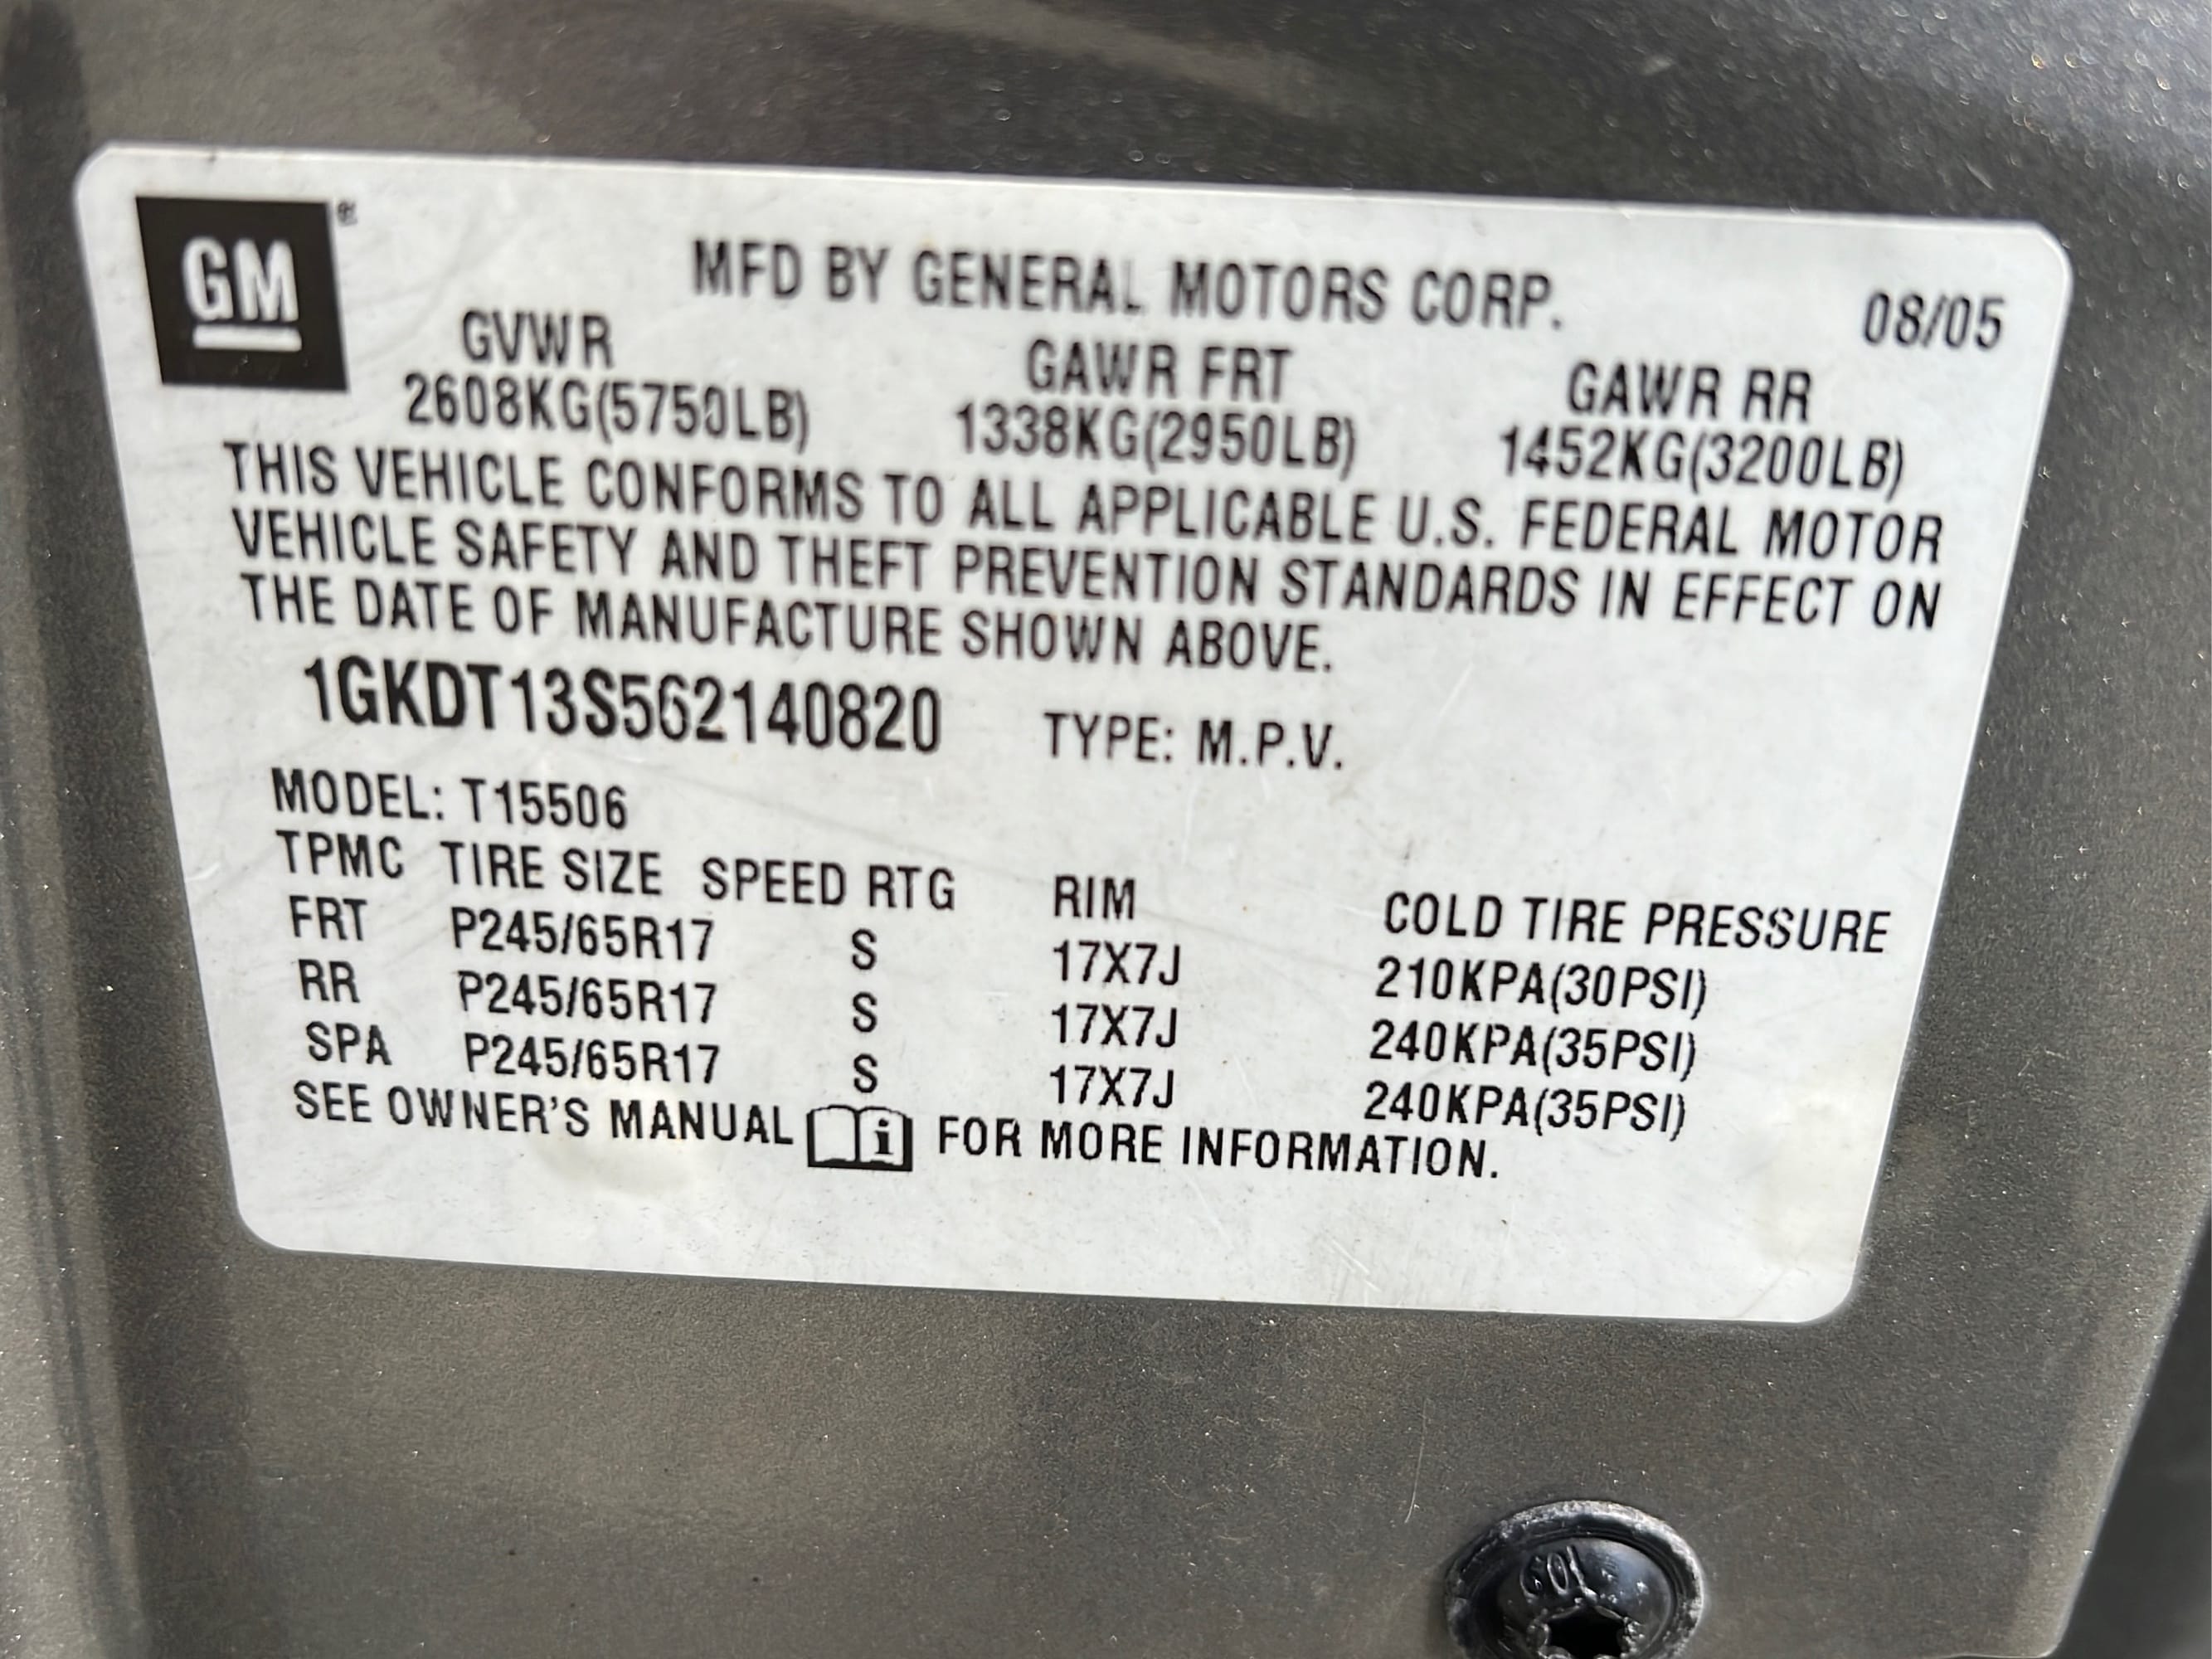 GM ®
MFD BY GENERAL MOTORS CORP. 08/05
GVWR GAWR FRT GAWR RR
2608KG(5750LB) 1338KG(2950LB) 1452KG(3200LB)
THIS VEHICLE CONFORMS TO ALL APPLICABLE U.S. FEDERAL MOTOR
VEHICLE SAFETY AND THEFT PREVENTION STANDARDS IN EFFECT ON
THE DATE OF MANUFACTURE SHOWN ABOVE.
1GKDT13S562140820 TYPE: M.P.V.
MODEL: T15506
TPMC TIRE SIZE SPEED RTG RIM COLD TIRE PRESSURE
FRT P245/65R17 S 17X7J 210KPA(30PSI)
RR P245/65R17 S 17X7J 240KPA(35PSI)
SPA P245/65R17 S 17X7J 240KPA(35PSI)
SEE OWNER'S MANUAL i FOR MORE INFORMATION.